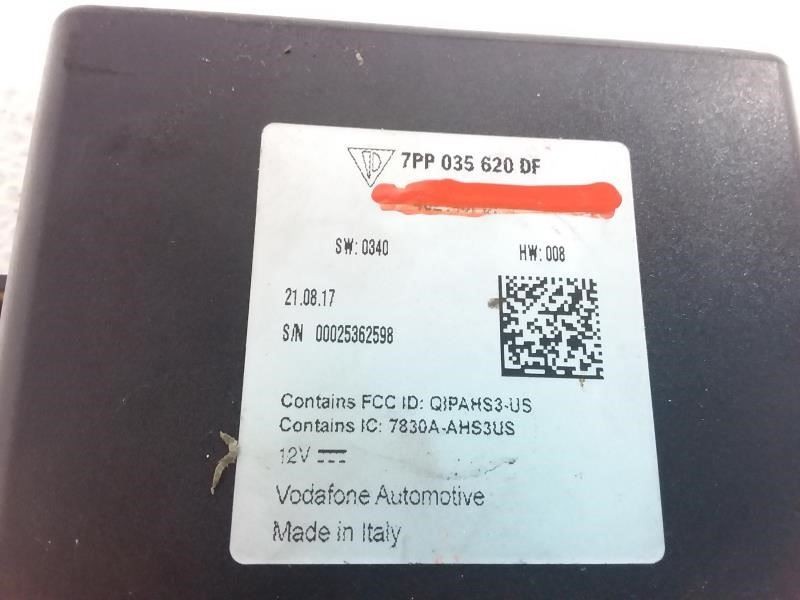 7PP 035 620 DF
SW: 0340
HW: 008
21.08.17
S/N 00025362598
Contains FCC ID: QIPAHS3-US
Contains IC: 7830A-AHS3US
12V
Vodafone Automotive
Made in Italy